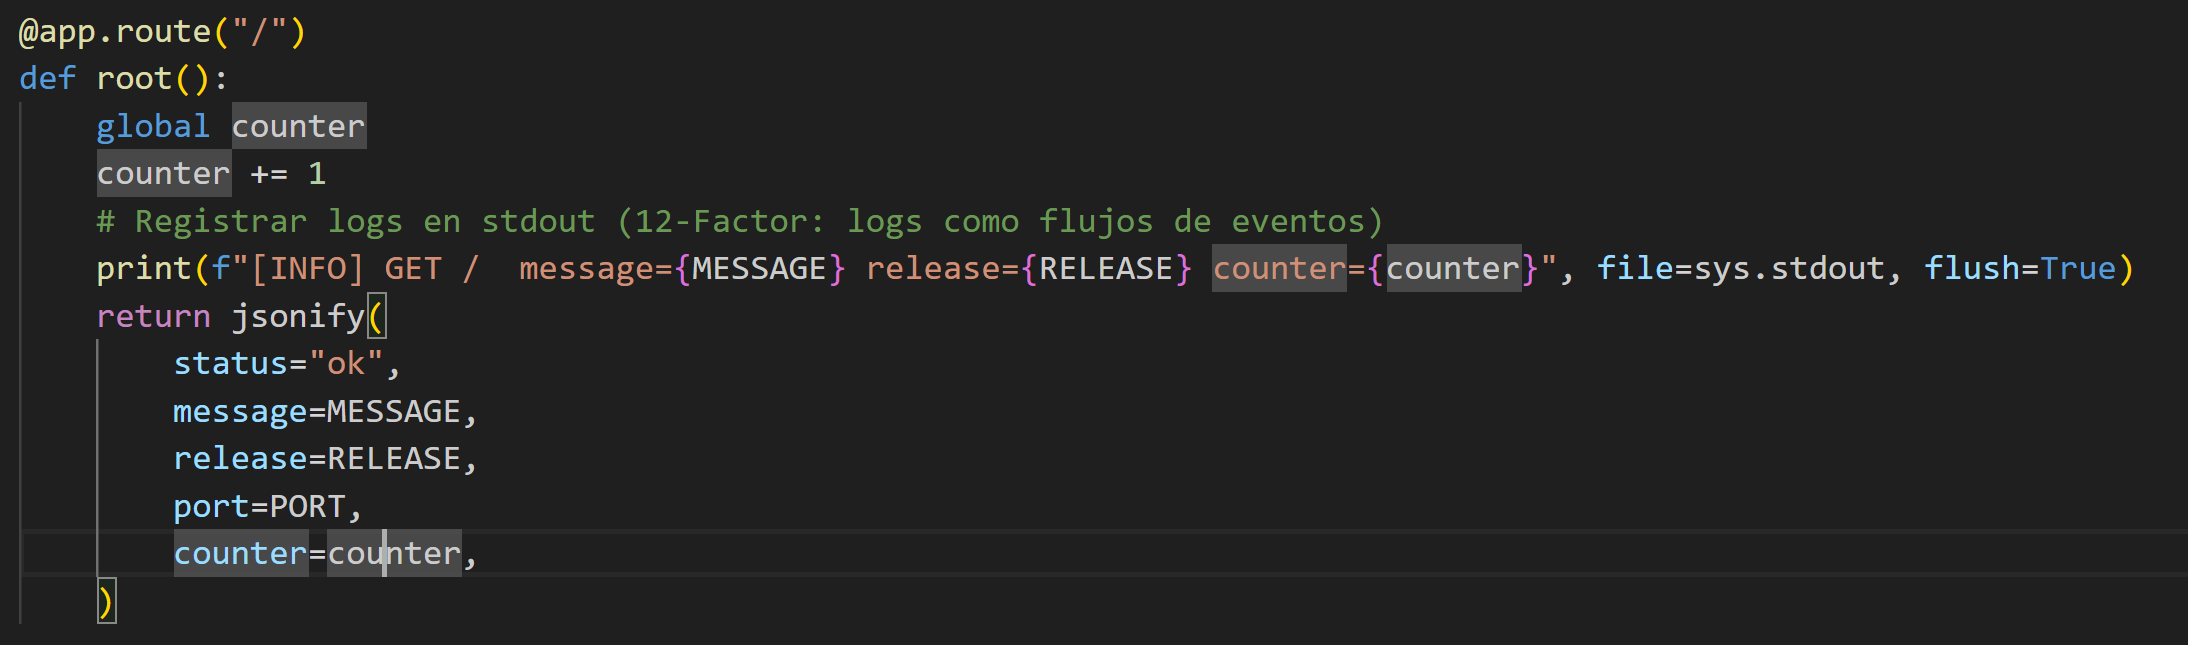 @app.route("/")
def root():
    global counter
    counter += 1
    # Registrar logs en stdout (12-Factor: logs como flujos de eventos)
    print(f"[INFO] GET /  message={MESSAGE} release={RELEASE} counter={counter}", file=sys.stdout, flush=True)
    return jsonify(
        status="ok",
        message=MESSAGE,
        release=RELEASE,
        port=PORT,
        counter=counter,
    )